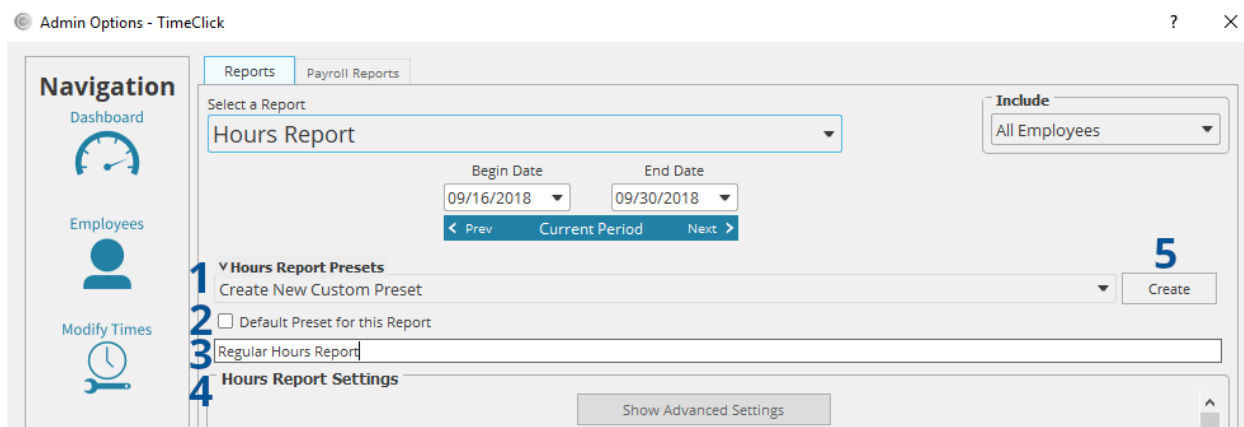 Admin Options - TimeClick ? ×
Navigation
Dashboard
Employees
Modify Times
Reports Payroll Reports
Select a Report
Hours Report
Include
All Employees
Begin Date End Date
09/16/2018 09/30/2018
< Prev Current Period Next >
Hours Report Presets
1 Create New Custom Preset
5
Create
2 Default Preset for this Report
3 Regular Hours Report
4 Hours Report Settings
Show Advanced Settings